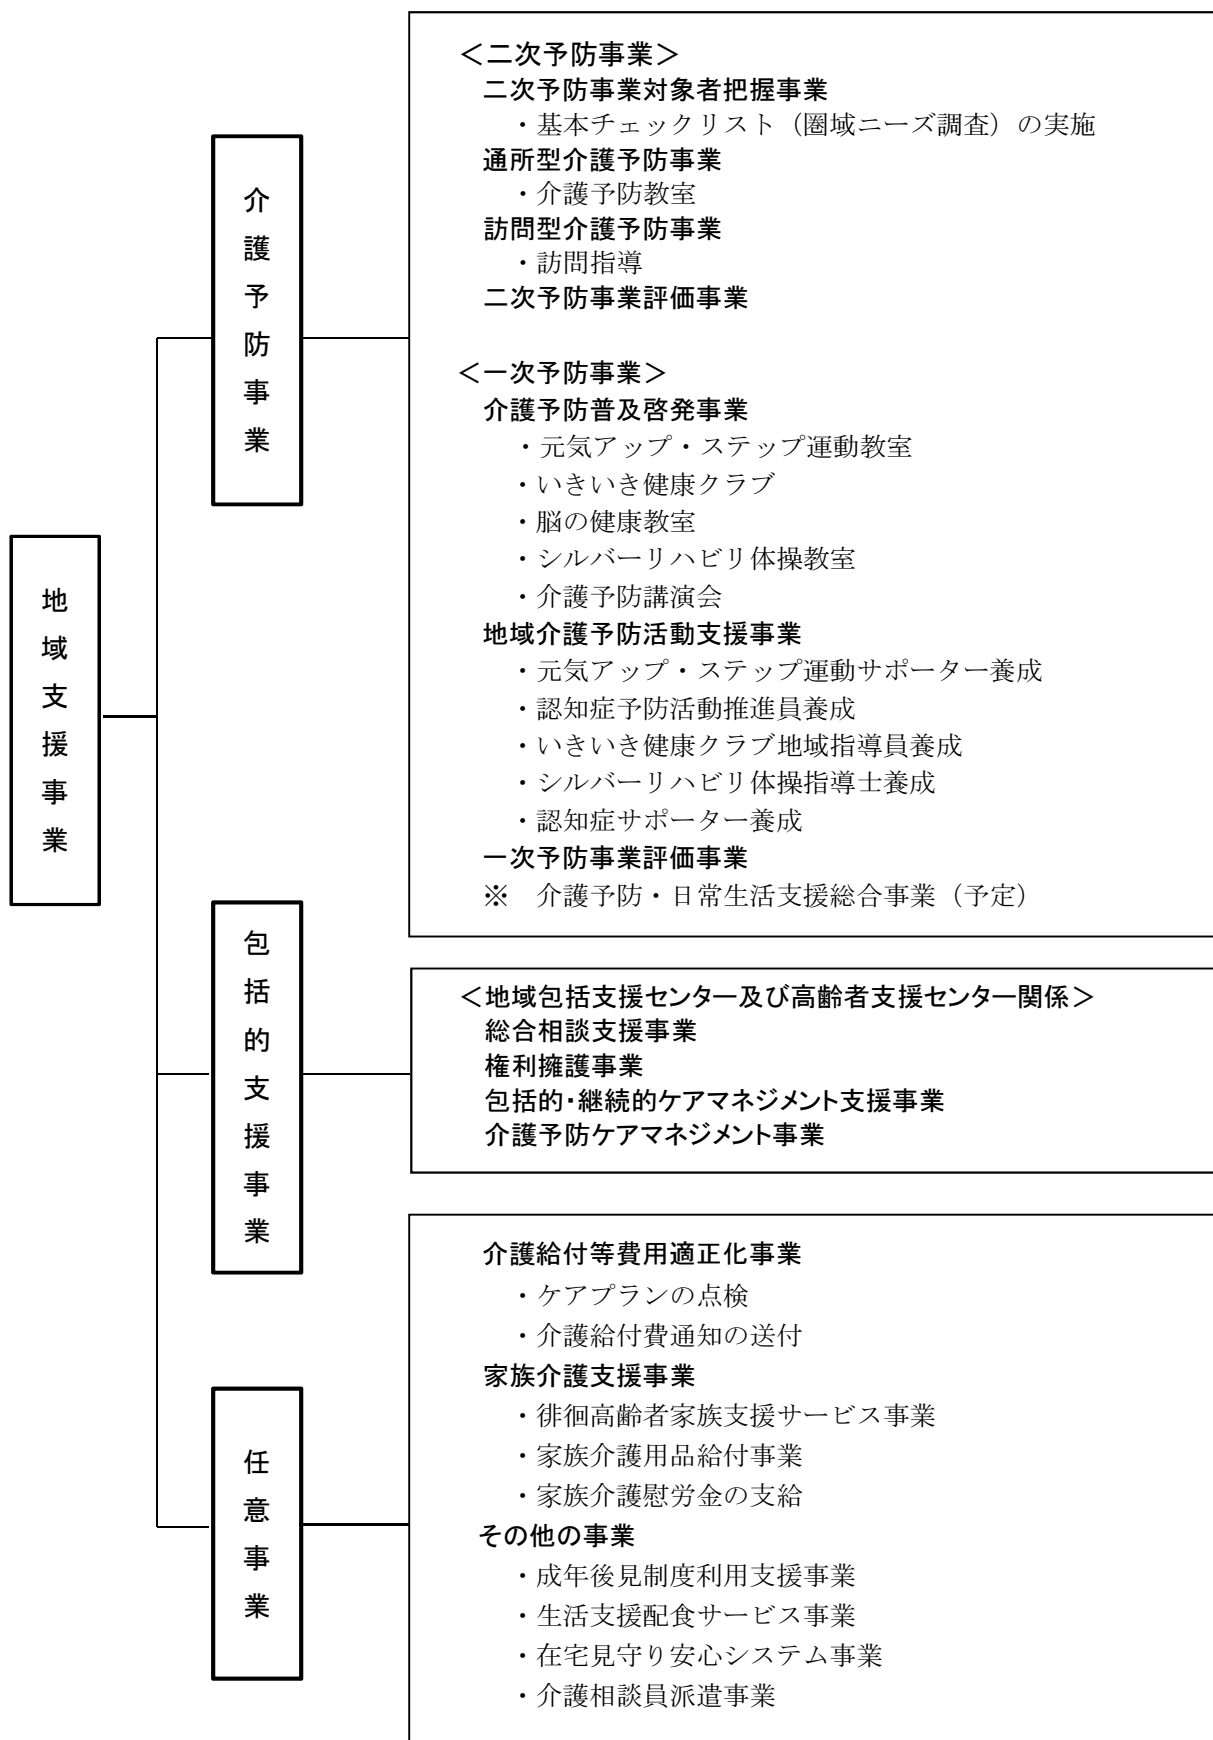 地域支援事業
介護予防事業
＜二次予防事業＞
二次予防事業対象者把握事業
・基本チェックリスト（圏域ニーズ調査）の実施
通所型介護予防事業
・介護予防教室
訪問型介護予防事業
・訪問指導
二次予防事業評価事業
＜一次予防事業＞
介護予防普及啓発事業
・元気アップ・ステップ運動教室
・いきいき健康クラブ
・脳の健康教室
・シルバーリハビリ体操教室
・介護予防講演会
地域介護予防活動支援事業
・元気アップ・ステップ運動サポーター養成
・認知症予防活動推進員養成
・いきいき健康クラブ地域指導員養成
・シルバーリハビリ体操指導士養成
・認知症サポーター養成
一次予防事業評価事業
※　介護予防・日常生活支援総合事業（予定）
包括的支援事業
＜地域包括支援センター及び高齢者支援センター関係＞
総合相談支援事業
権利擁護事業
包括的・継続的ケアマネジメント支援事業
介護予防ケアマネジメント事業
任意事業
介護給付等費用適正化事業
・ケアプランの点検
・介護給付費通知の送付
家族介護支援事業
・徘徊高齢者家族支援サービス事業
・家族介護用品給付事業
・家族介護慰労金の支給
その他の事業
・成年後見制度利用支援事業
・生活支援配食サービス事業
・在宅見守り安心システム事業
・介護相談員派遣事業